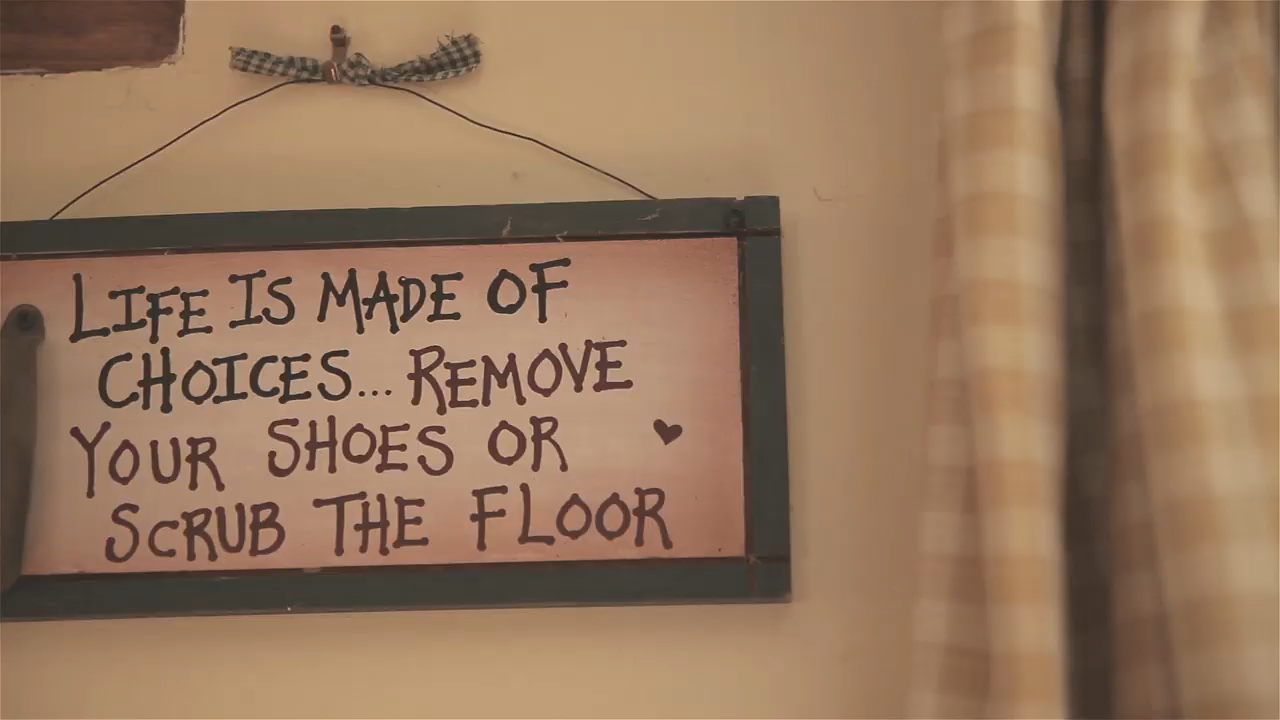 LIFE IS MADE OF
CHOICES... REMOVE
YOUR SHOES OR
SCRUB THE FLOOR